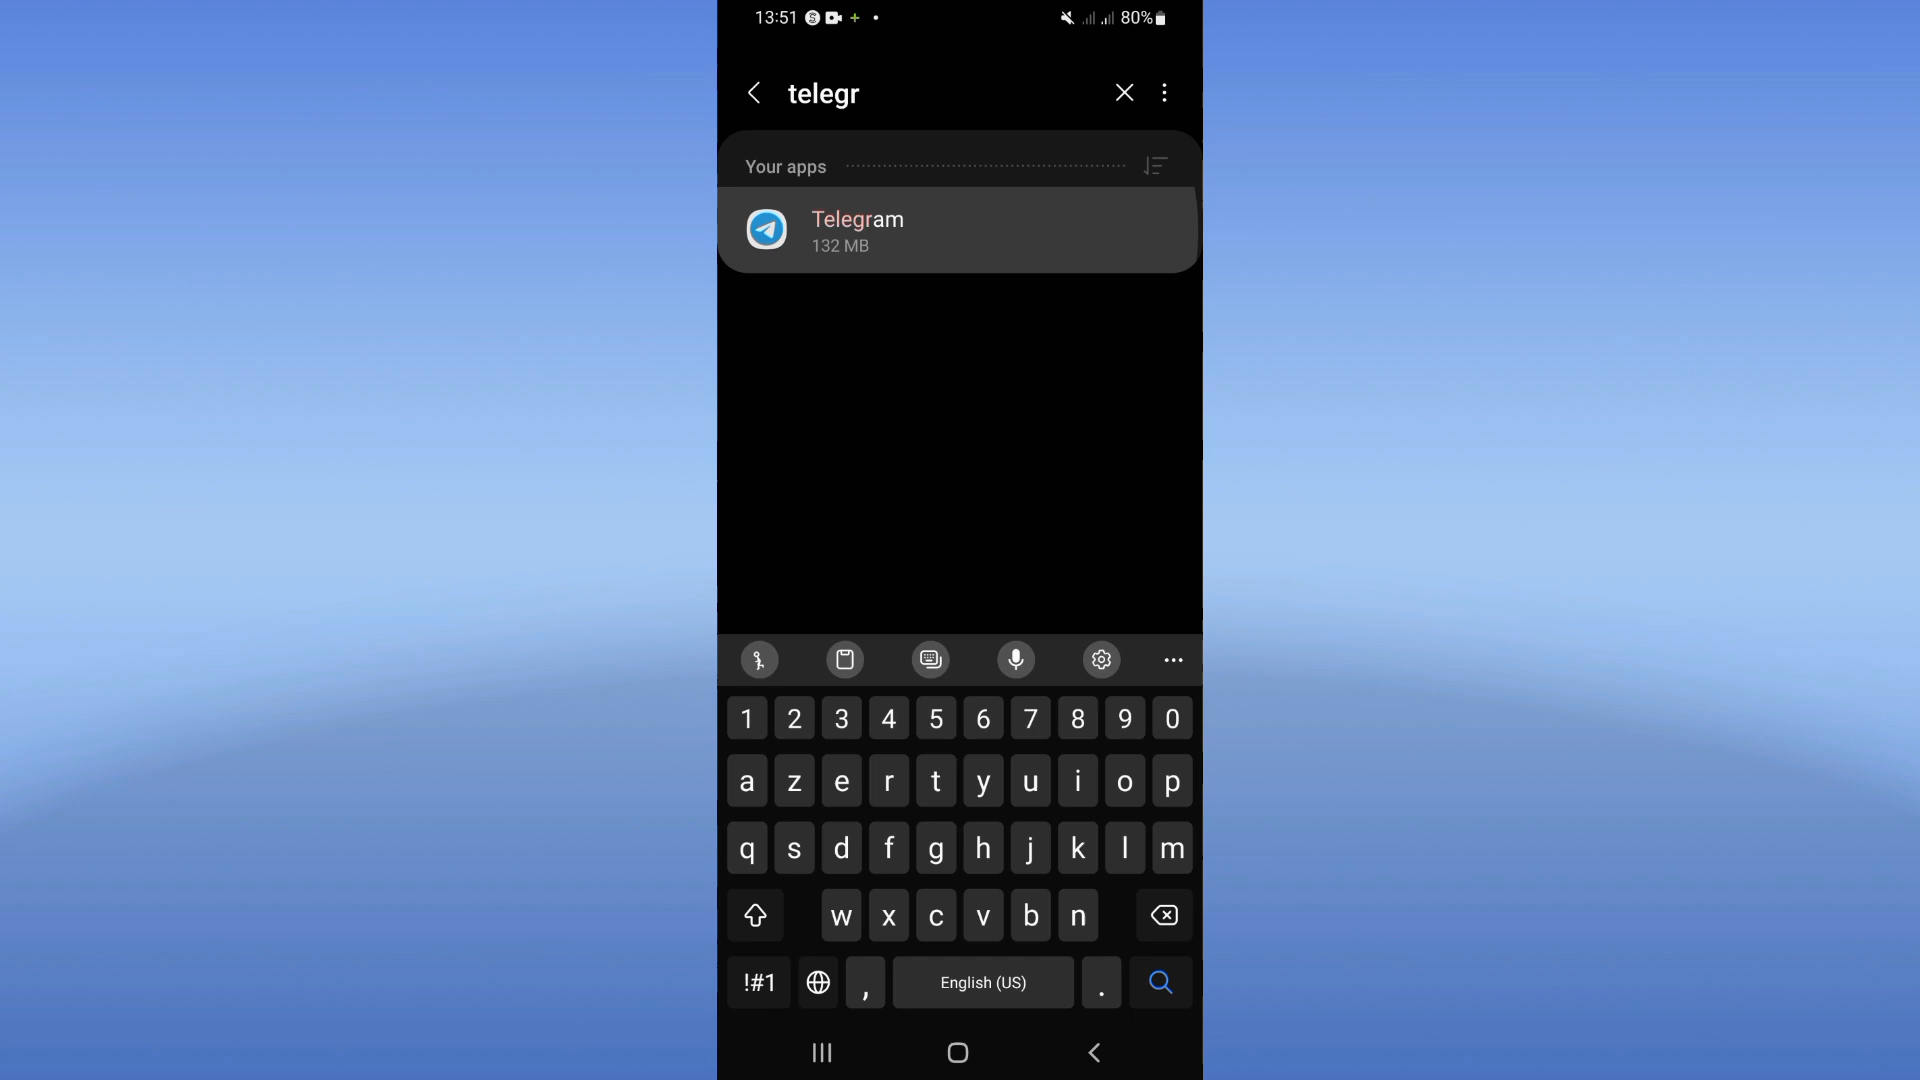 13:51 80%
telegr
Your apps
Telegram
132 MB
1 2 3 4 5 6 7 8 9 0
a z e r t y u i o p
q s d f g h j k l m
w x c v b n
!#1 , English (US) .